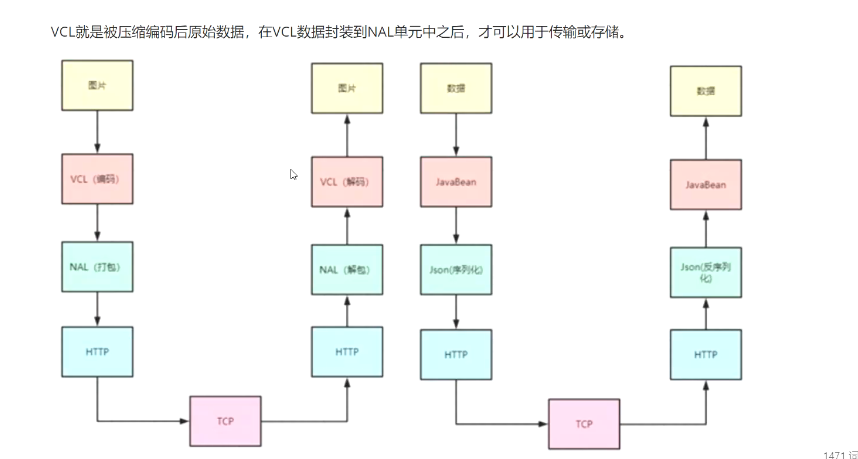 VCL就是被压缩编码后原始数据，在VCL数据封装到NAL单元中之后，才可以用于传输或存储。
图片
VCL（编码）
NAL（打包）
HTTP
TCP
图片
VCL（解码）
NAL（解包）
HTTP
数据
JavaBean
Json(序列化)
HTTP
TCP
数据
JavaBean
Json(反序列
化)
HTTP
1471 词